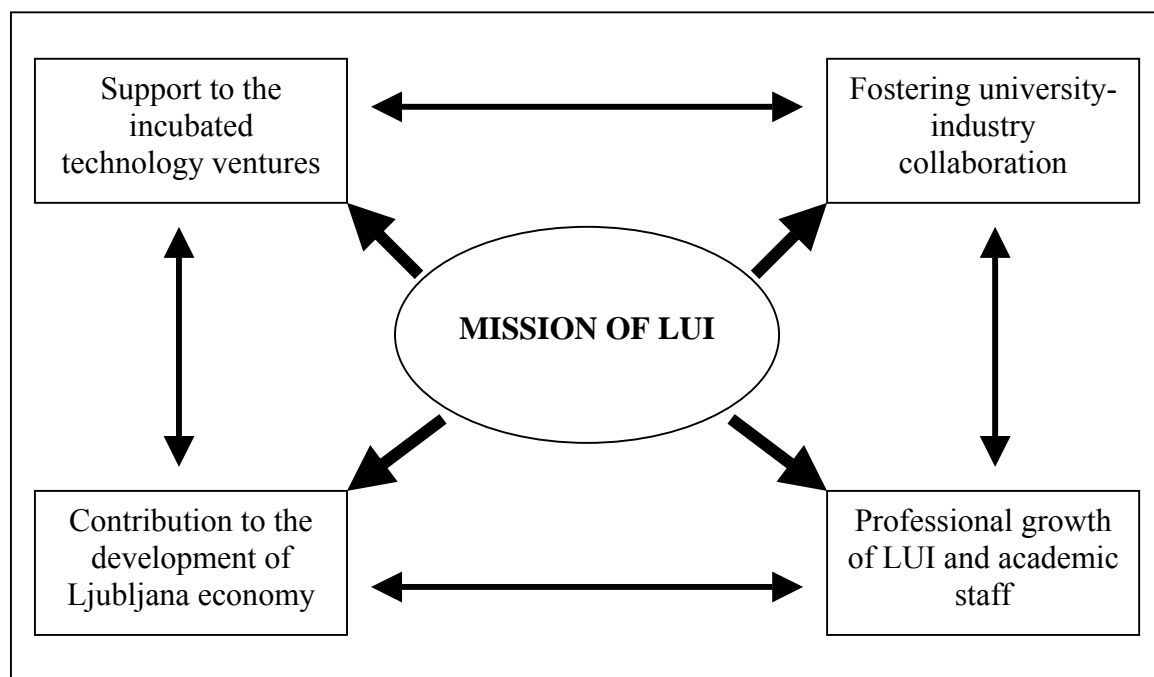 Support to the
incubated
technology ventures
Fostering university-
industry
collaboration
MISSION OF LUI
Contribution to the
development of
Ljubljana economy
Professional growth
of LUI and academic
staff